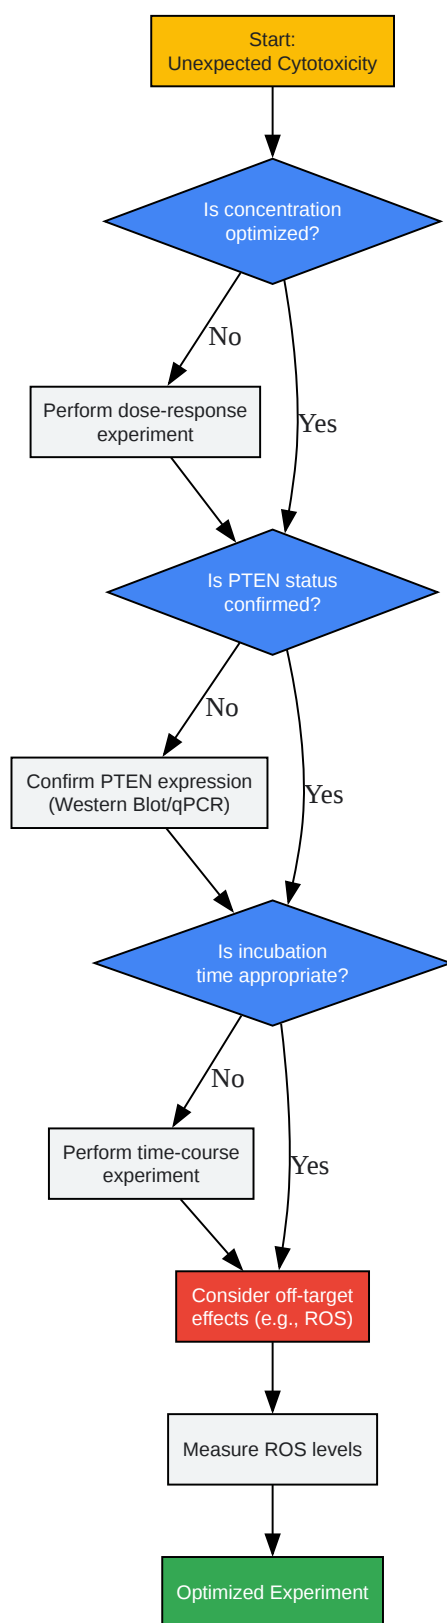 Start:
Unexpected Cytotoxicity
Is concentration
optimized?
No
Perform dose-response
experiment
Yes
Is PTEN status
confirmed?
No
Confirm PTEN expression
(Western Blot/qPCR)
Yes
Is incubation
time appropriate?
No
Perform time-course
experiment
Yes
Consider off-target
effects (e.g., ROS)
Measure ROS levels
Optimized Experiment